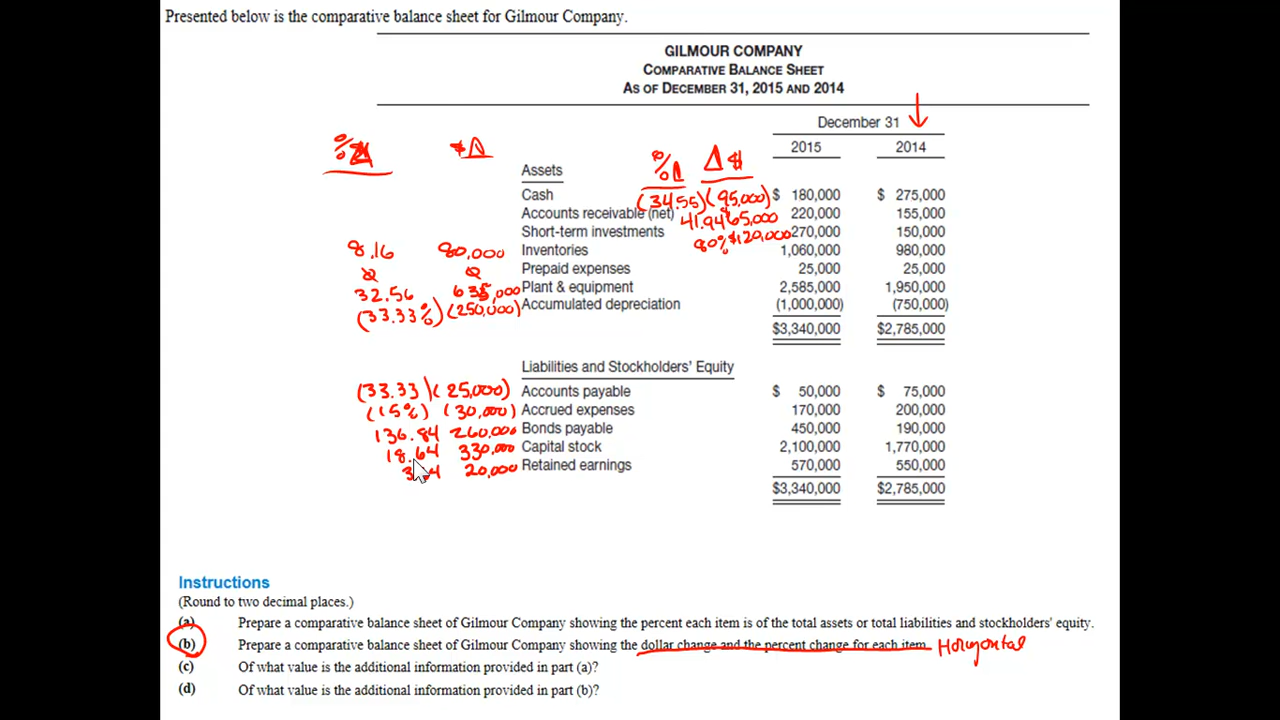 Presented below is the comparative balance sheet for Gilmour Company.
GILMOUR COMPANY
COMPARATIVE BALANCE SHEET
AS OF DECEMBER 31, 2015 AND 2014
December 31
% Δ $ Δ Assets % Δ Δ $ 2015 2014
Cash (34.55) (95,000) $ 180,000 $ 275,000
Accounts receivable (net) 41.94 $65,000 220,000 155,000
Short-term investments 80% $120,000 270,000 150,000
8.16 80,000 Inventories 1,060,000 980,000
0 0 Prepaid expenses 25,000 25,000
32.56 635,000 Plant & equipment 2,585,000 1,950,000
(33.33%) (250,000) Accumulated depreciation (1,000,000) (750,000)
$3,340,000 $2,785,000
Liabilities and Stockholders' Equity
(33.33) (25,000) Accounts payable $ 50,000 $ 75,000
(15%) (30,000) Accrued expenses 170,000 200,000
136.84 260,000 Bonds payable 450,000 190,000
18.64 330,000 Capital stock 2,100,000 1,770,000
20,000 Retained earnings 570,000 550,000
$3,340,000 $2,785,000
Instructions
(Round to two decimal places.)
(a) Prepare a comparative balance sheet of Gilmour Company showing the percent each item is of the total assets or total liabilities and stockholders' equity.
(b) Prepare a comparative balance sheet of Gilmour Company showing the dollar change and the percent change for each item. Horizontal
(c) Of what value is the additional information provided in part (a)?
(d) Of what value is the additional information provided in part (b)?